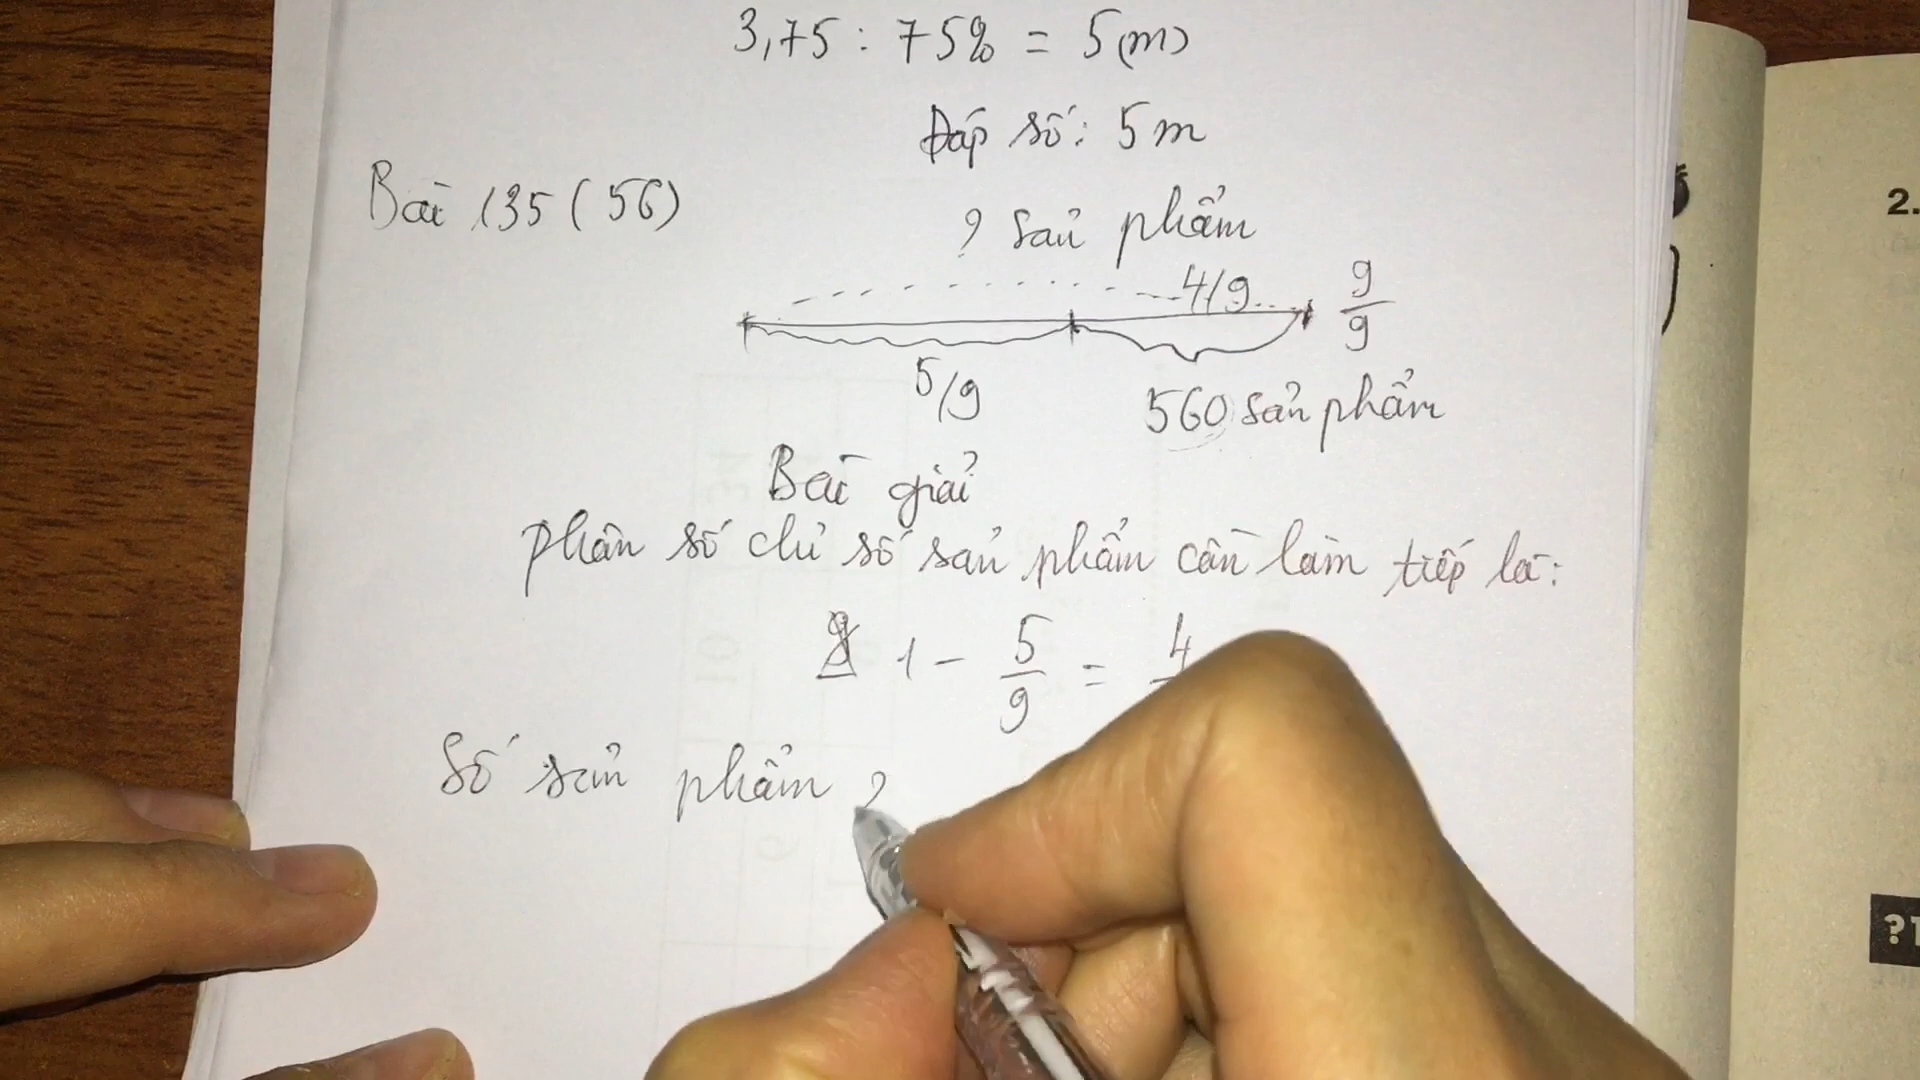 3,75 : 75% = 5(m)
Đáp số: 5m
Bài 135 (56)
? sản phẩm
4/9
9/9
5/9
560 sản phẩm
Bài giải
phân số chỉ số sản phẩm cần làm tiếp là:
1 - 5/9 = 4
Số sản phẩm
2.
?1